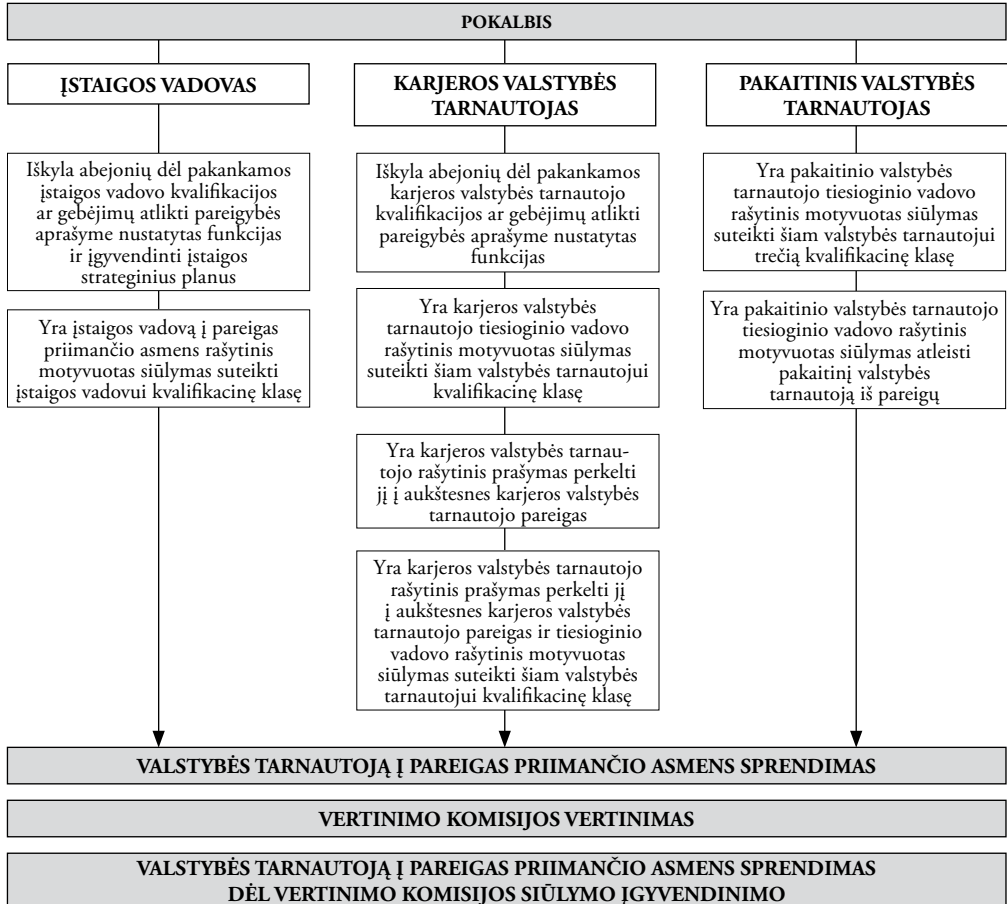 POKALBIS
ĮSTAIGOS VADOVAS
Iškyla abejonių dėl pakankamos
įstaigos vadovo kvalifikacijos
ar gebėjimų atlikti pareigybės
aprašyme nustatytas funkcijas
ir įgyvendinti įstaigos
strateginius planus
Yra įstaigos vadovą į pareigas
priimančio asmens rašytinis
motyvuotas siūlymas suteikti
įstaigos vadovui kvalifikacinę klasę
KARJEROS VALSTYBĖS
TARNAUTOJAS
Iškyla abejonių dėl pakankamos
karjeros valstybės tarnautojo
kvalifikacijos ar gebėjimų atlikti
pareigybės aprašyme nustatytas
funkcijas
Yra karjeros valstybės
tarnautojo tiesioginio vadovo
rašytinis motyvuotas siūlymas
suteikti šiam valstybės tarnautojui
kvalifikacinę klasę
Yra karjeros valstybės tarnau-
tojo rašytinis prašymas perkelti
jį į aukštesnes karjeros valstybės
tarnautojo pareigas
Yra karjeros valstybės tarnautojo
rašytinis prašymas perkelti jį
į aukštesnes karjeros valstybės
tarnautojo pareigas ir tiesioginio
vadovo rašytinis motyvuotas
siūlymas suteikti šiam valstybės
tarnautojui kvalifikacinę klasę
PAKAITINIS VALSTYBĖS
TARNAUTOJAS
Yra pakaitinio valstybės
tarnautojo tiesioginio vadovo
rašytinis motyvuotas siūlymas
suteikti šiam valstybės tarnautojui
trečią kvalifikacinę klasę
Yra pakaitinio valstybės tarnautojo
tiesioginio vadovo rašytinis
motyvuotas siūlymas atleisti
pakaitinį valstybės
tarnautoją iš pareigų
VALSTYBĖS TARNAUTOJĄ Į PAREIGAS PRIIMANČIO ASMENS SPRENDIMAS
VERTINIMO KOMISIJOS VERTINIMAS
VALSTYBĖS TARNAUTOJĄ Į PAREIGAS PRIIMANČIO ASMENS SPRENDIMAS
DĖL VERTINIMO KOMISIJOS SIŪLYMO ĮGYVENDINIMO